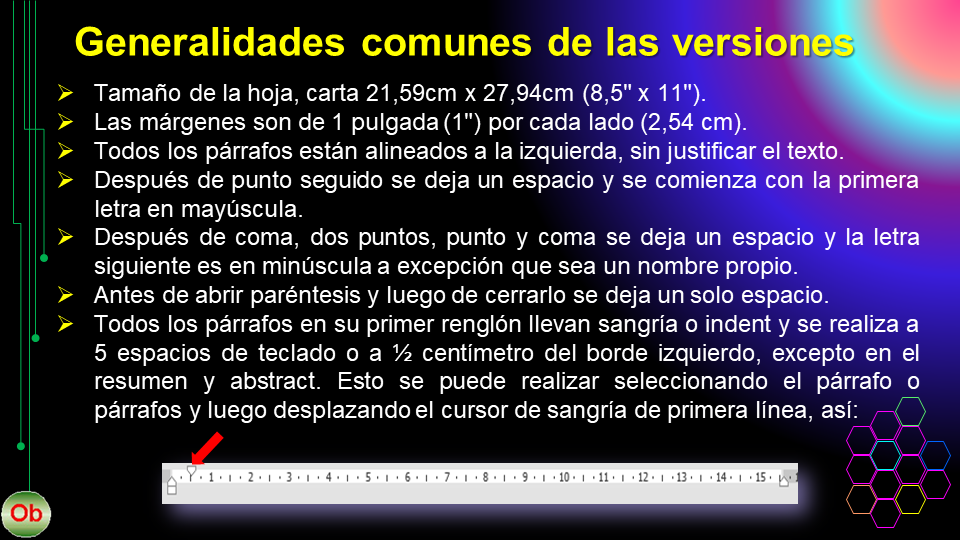 Generalidades comunes de las versiones
➢ Tamaño de la hoja, carta 21,59cm x 27,94cm (8,5" x 11").
➢ Las márgenes son de 1 pulgada (1") por cada lado (2,54 cm).
➢ Todos los párrafos están alineados a la izquierda, sin justificar el texto.
➢ Después de punto seguido se deja un espacio y se comienza con la primera
letra en mayúscula.
➢ Después de coma, dos puntos, punto y coma se deja un espacio y la letra
siguiente es en minúscula a excepción que sea un nombre propio.
➢ Antes de abrir paréntesis y luego de cerrarlo se deja un solo espacio.
➢ Todos los párrafos en su primer renglón llevan sangría o indent y se realiza a
5 espacios de teclado o a ½ centímetro del borde izquierdo, excepto en el
resumen y abstract. Esto se puede realizar seleccionando el párrafo o
párrafos y luego desplazando el cursor de sangría de primera línea, así:
1 2 3 4 5 6 7 8 9 10 11 12 13 14 15
Ob